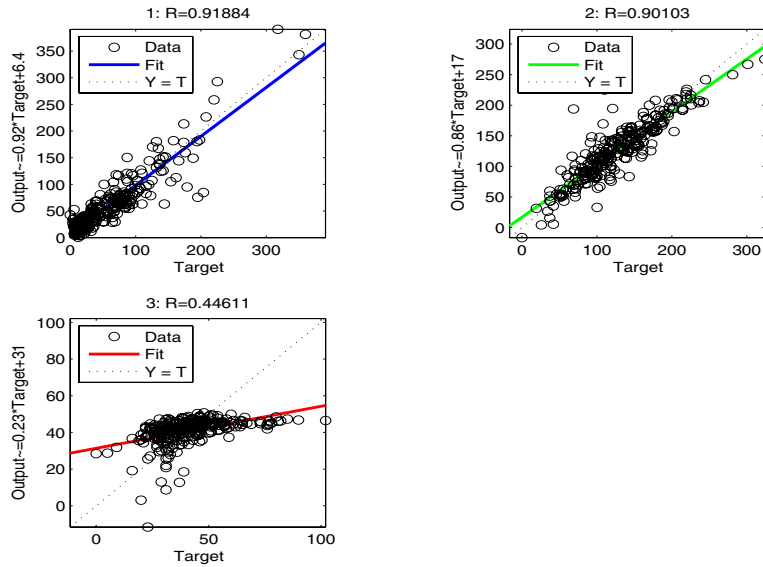 1: R=0.91884
Output~=0.92*Target+6.4
350
300
250
200
150
100
50
0
Data
Fit
Y = T
0
100
200
300
Target
2: R=0.90103
Output~=0.86*Target+17
300
250
200
150
100
50
0
Data
Fit
Y = T
0
100
200
300
Target
3: R=0.44611
Output~=0.23*Target+31
100
80
60
40
20
0
Data
Fit
Y = T
0
50
100
Target